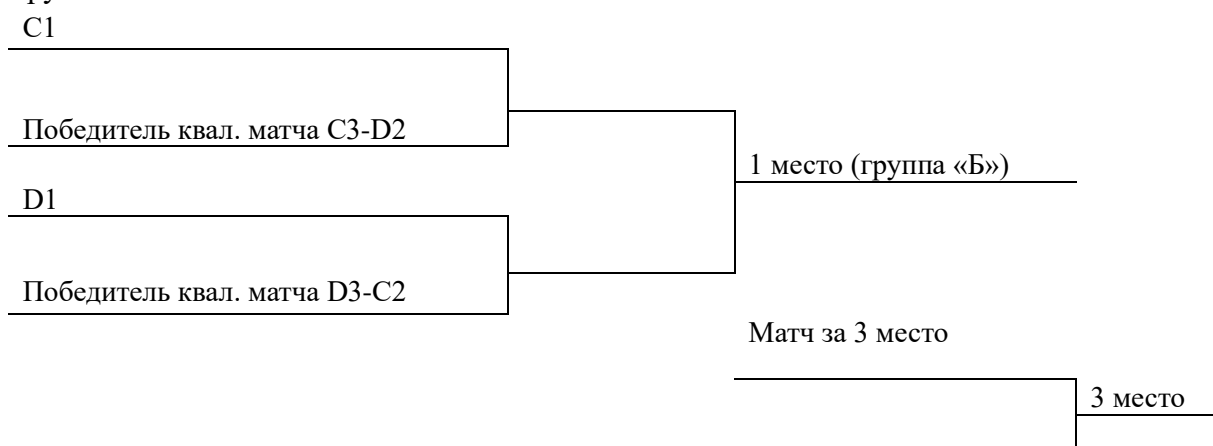 C1
Победитель квал. матча C3-D2
1 место (группа «Б»)
D1
Победитель квал. матча D3-C2
Матч за 3 место
3 место